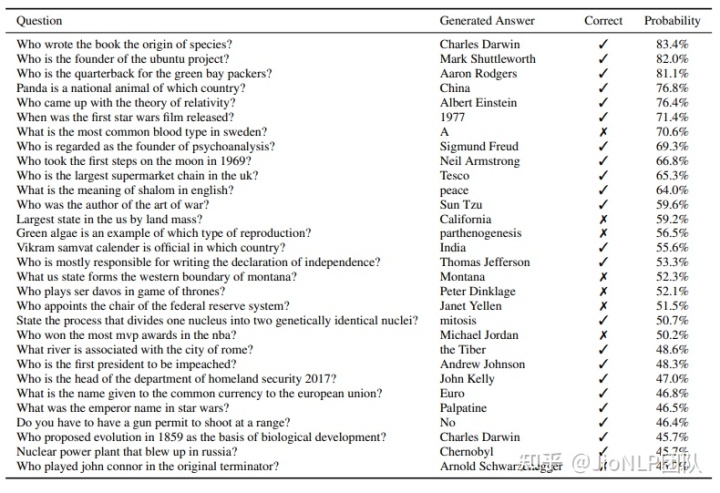 Question Generated Answer Correct Probability
Who wrote the book the origin of species? Charles Darwin ✓ 83.4%
Who is the founder of the ubuntu project? Mark Shuttleworth ✓ 82.0%
Who is the quarterback for the green bay packers? Aaron Rodgers ✓ 81.1%
Panda is a national animal of which country? China ✓ 76.8%
Who came up with the theory of relativity? Albert Einstein ✓ 76.4%
When was the first star wars film released? 1977 ✓ 71.4%
What is the most common blood type in sweden? A ✗ 70.6%
Who is regarded as the founder of psychoanalysis? Sigmund Freud ✓ 69.3%
Who took the first steps on the moon in 1969? Neil Armstrong ✓ 66.8%
Who is the largest supermarket chain in the uk? Tesco ✓ 65.3%
What is the meaning of shalom in english? peace ✓ 64.0%
Who was the author of the art of war? Sun Tzu ✓ 59.6%
Largest state in the us by land mass? California ✗ 59.2%
Green algae is an example of which type of reproduction? parthenogenesis ✗ 56.5%
Vikram samvat calender is official in which country? India ✓ 55.6%
Who is mostly responsible for writing the declaration of independence? Thomas Jefferson ✓ 53.3%
What us state forms the western boundary of montana? Montana ✗ 52.3%
Who plays ser davos in game of thrones? Peter Dinklage ✗ 52.1%
Who appoints the chair of the federal reserve system? Janet Yellen ✗ 51.5%
State the process that divides one nucleus into two genetically identical nuclei? mitosis ✓ 50.7%
Who won the most mvp awards in the nba? Michael Jordan ✗ 50.2%
What river is associated with the city of rome? the Tiber ✓ 48.6%
Who is the first president to be impeached? Andrew Johnson ✓ 48.3%
Who is the head of the department of homeland security 2017? John Kelly ✓ 47.0%
What is the name given to the common currency to the european union? Euro ✓ 46.8%
What was the emperor name in star wars? Palpatine ✓ 46.5%
Do you have to have a gun permit to shoot at a range? No ✓ 46.4%
Who proposed evolution in 1859 as the basis of biological development? Charles Darwin ✓ 45.7%
Nuclear power plant that blew up in russia? Chernobyl ✓ 45.7%
Who played john connor in the original terminator? Arnold Schwarzenegger ✗
知乎 @JioNLP团队